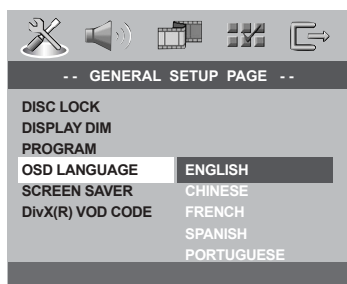 -- GENERAL SETUP PAGE --
DISC LOCK
DISPLAY DIM
PROGRAM
OSD LANGUAGE ENGLISH
SCREEN SAVER CHINESE
DivX(R) VOD CODE FRENCH
SPANISH
PORTUGUESE